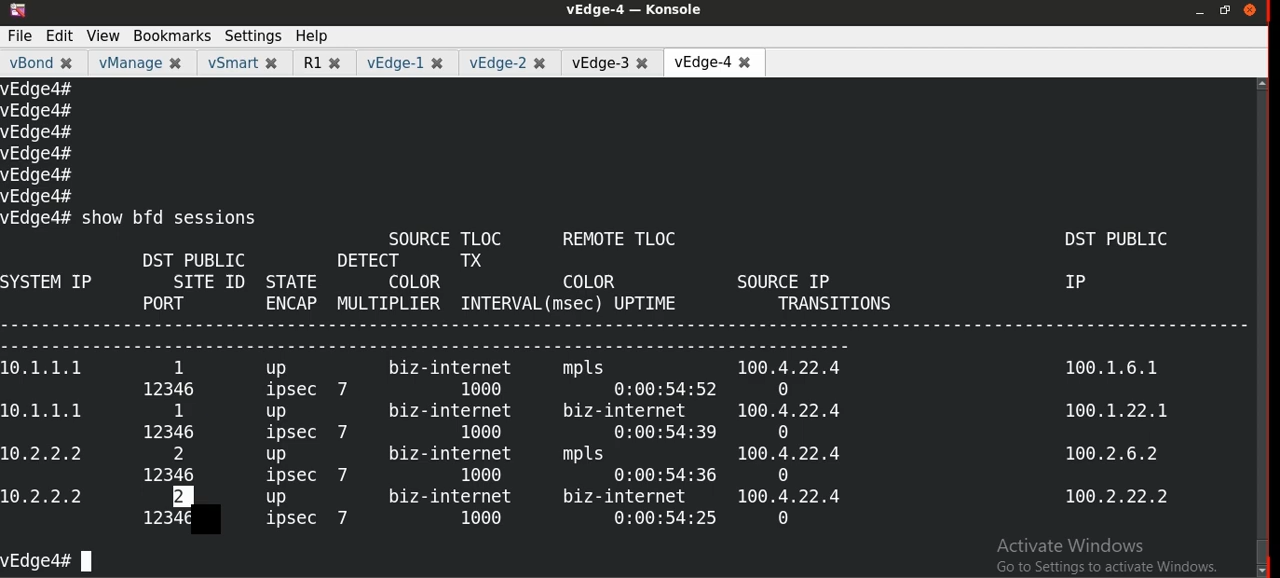 vEdge-4 — Konsole
File Edit View Bookmarks Settings Help
vBond vManage vSmart R1 vEdge-1 vEdge-2 vEdge-3 vEdge-4
vEdge4#
vEdge4#
vEdge4#
vEdge4#
vEdge4#
vEdge4#
vEdge4# show bfd sessions
SOURCE TLOC REMOTE TLOC DST PUBLIC
DST PUBLIC DETECT TX
SYSTEM IP SITE ID STATE COLOR COLOR SOURCE IP IP
PORT ENCAP MULTIPLIER INTERVAL(msec) UPTIME TRANSITIONS
--------------------------------------------------------------------------------------------------------------------------
-----------------------------------------------------------------------------------
10.1.1.1 1 up biz-internet mpls 100.4.22.4 100.1.6.1
12346 ipsec 7 1000 0:00:54:52 0
10.1.1.1 1 up biz-internet biz-internet 100.4.22.4 100.1.22.1
12346 ipsec 7 1000 0:00:54:39 0
10.2.2.2 2 up biz-internet mpls 100.4.22.4 100.2.6.2
12346 ipsec 7 1000 0:00:54:36 0
10.2.2.2 2 up biz-internet biz-internet 100.4.22.4 100.2.22.2
12346 ipsec 7 1000 0:00:54:25 0
vEdge4#
Activate Windows
Go to Settings to activate Windows.